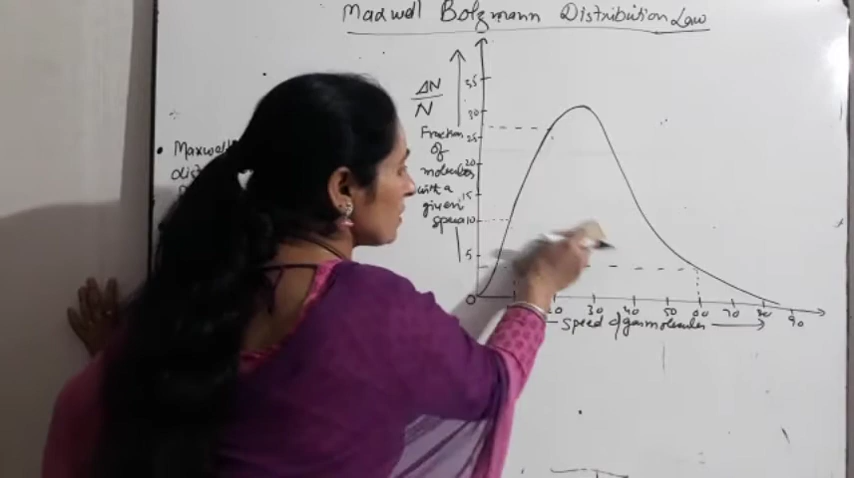 Maxwell Bolzmann Distribution Law
ΔN
N
Fraction
of
molecules
with a
given
speed
35
30
25
20
15
10
5
0
20 30 40 50 60 70 80 90
Speed of gas molecules
Maxwell